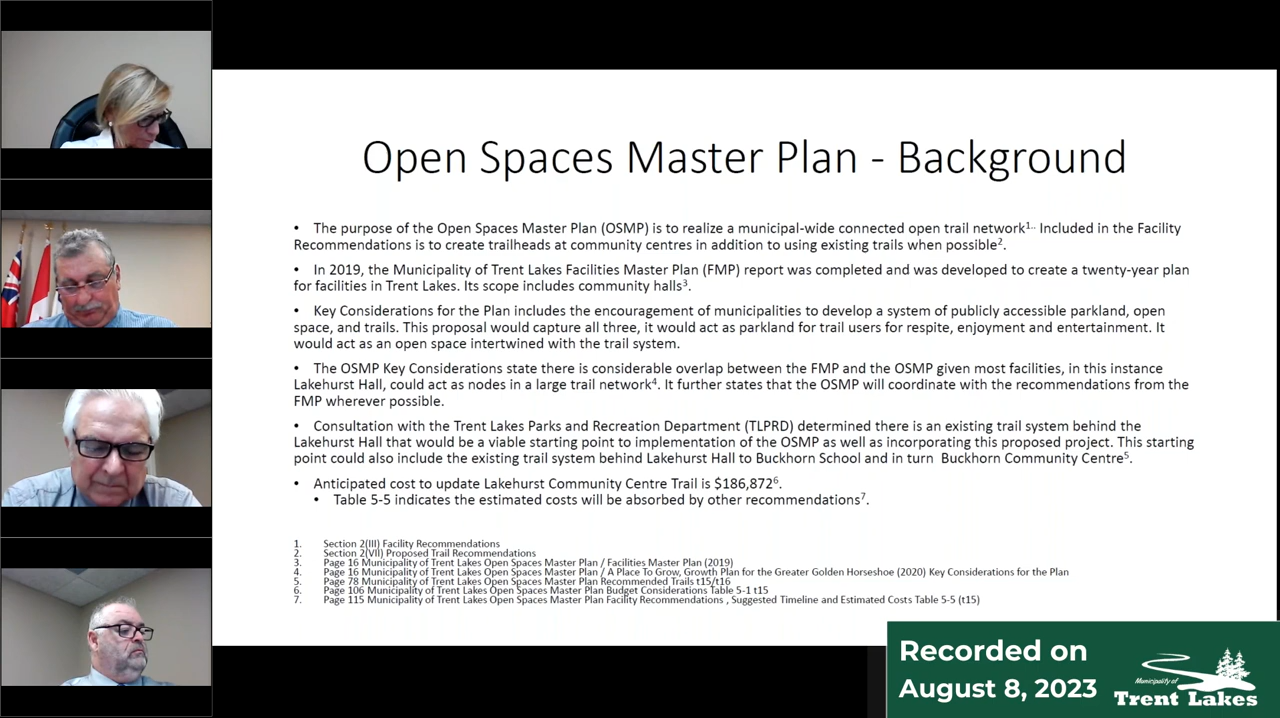 Open Spaces Master Plan - Background
• The purpose of the Open Spaces Master Plan (OSMP) is to realize a municipal-wide connected open trail network1.. Included in the Facility
Recommendations is to create trailheads at community centres in addition to using existing trails when possible2.
• In 2019, the Municipality of Trent Lakes Facilities Master Plan (FMP) report was completed and was developed to create a twenty-year plan
for facilities in Trent Lakes. Its scope includes community halls3.
• Key Considerations for the Plan includes the encouragement of municipalities to develop a system of publicly accessible parkland, open
space, and trails. This proposal would capture all three, it would act as parkland for trail users for respite, enjoyment and entertainment. It
would act as an open space intertwined with the trail system.
• The OSMP Key Considerations state there is considerable overlap between the FMP and the OSMP given most facilities, in this instance
Lakehurst Hall, could act as nodes in a large trail network4. It further states that the OSMP will coordinate with the recommendations from the
FMP wherever possible.
• Consultation with the Trent Lakes Parks and Recreation Department (TLPRD) determined there is an existing trail system behind the
Lakehurst Hall that would be a viable starting point to implementation of the OSMP as well as incorporating this proposed project. This starting
point could also include the existing trail system behind Lakehurst Hall to Buckhorn School and in turn Buckhorn Community Centre5.
• Anticipated cost to update Lakehurst Community Centre Trail is $186,8726.
• Table 5-5 indicates the estimated costs will be absorbed by other recommendations7.
1. Section 2(III) Facility Recommendations
2. Section 2(VII) Proposed Trail Recommendations
3. Page 16 Municipality of Trent Lakes Open Spaces Master Plan / Facilities Master Plan (2019)
4. Page 16 Municipality of Trent Lakes Open Spaces Master Plan / A Place To Grow, Growth Plan for the Greater Golden Horseshoe (2020) Key Considerations for the Plan
5. Page 78 Municipality of Trent Lakes Open Spaces Master Plan Recommended Trails t15/t16
6. Page 106 Municipality of Trent Lakes Open Spaces Master Plan Budget Considerations Table 5-1 t15
7. Page 115 Municipality of Trent Lakes Open Spaces Master Plan Facility Recommendations , Suggested Timeline and Estimated Costs Table 5-5 (t15)
Recorded on
August 8, 2023
Municipality of
Trent Lakes